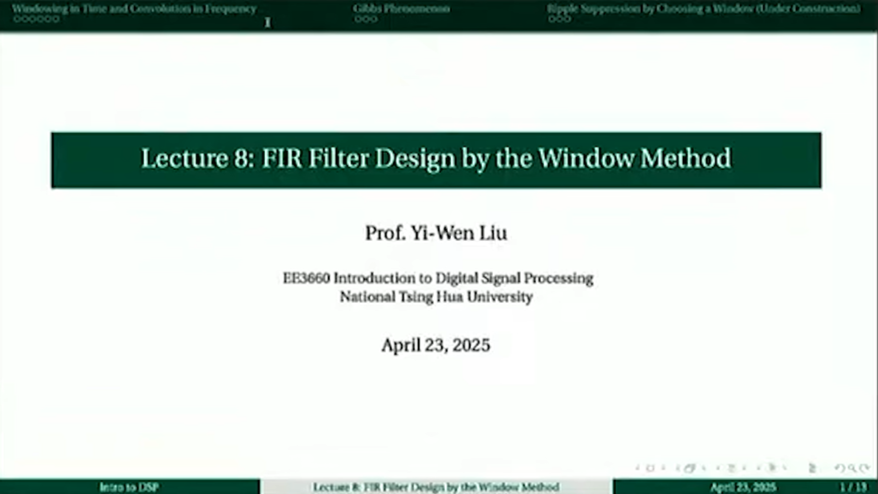 Windowing in Time and Convolution in Frequency
Gibbs Phenomenon
Ripple Suppression by Choosing a Window (Under Construction)
Lecture 8: FIR Filter Design by the Window Method
Prof. Yi-Wen Liu
EE3660 Introduction to Digital Signal Processing
National Tsing Hua University
April 23, 2025
Intro to DSP
Lecture 8: FIR Filter Design by the Window Method
April 23, 2025
1 / 13